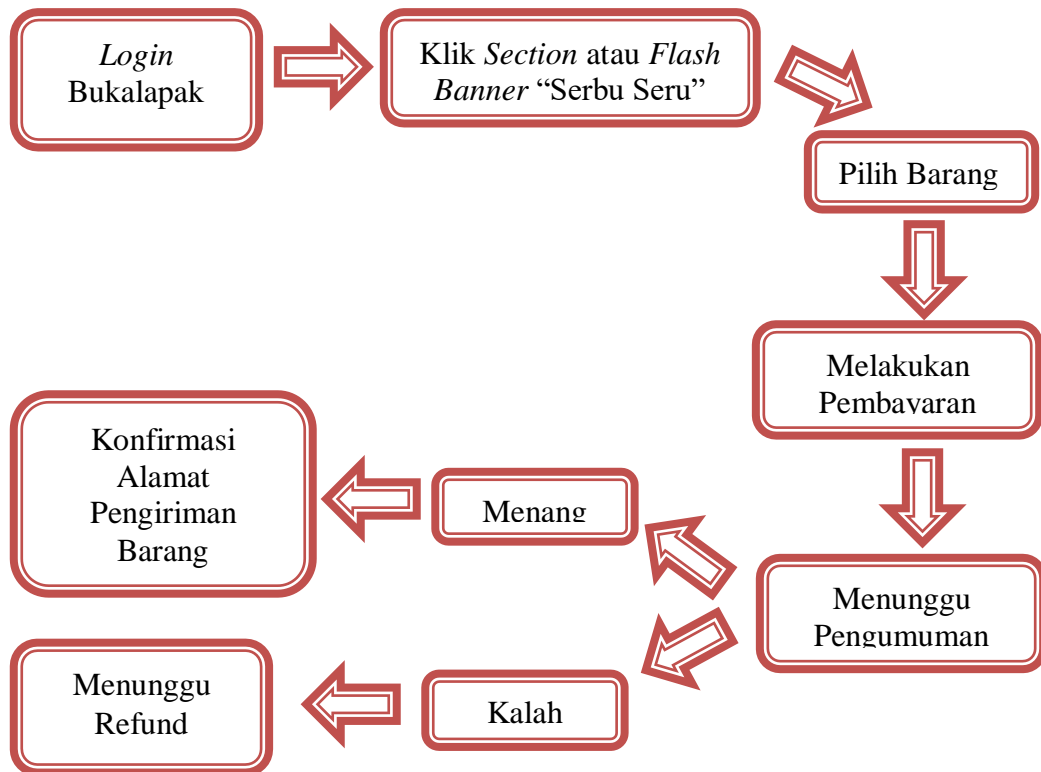 Login
Bukalapak
Klik Section atau Flash
Banner “Serbu Seru”
Pilih Barang
Melakukan
Pembayaran
Menunggu
Pengumuman
Menang
Konfirmasi
Alamat
Pengiriman
Barang
Kalah
Menunggu
Refund